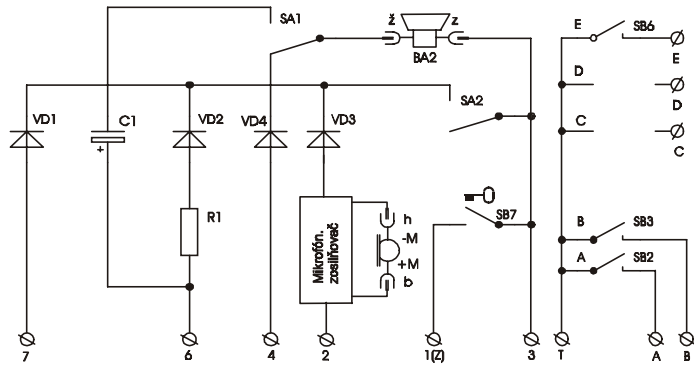 SA1
ž
z
BA2
E
SB6
E
D
D
SA2
C
C
VD1
C1
+
VD2
VD4
VD3
SB7
R1
Mikrofón.
zosilňovač
h
-M
+M
b
B
SB3
A
SB2
7
6
4
2
1(Z)
3
T
A
B